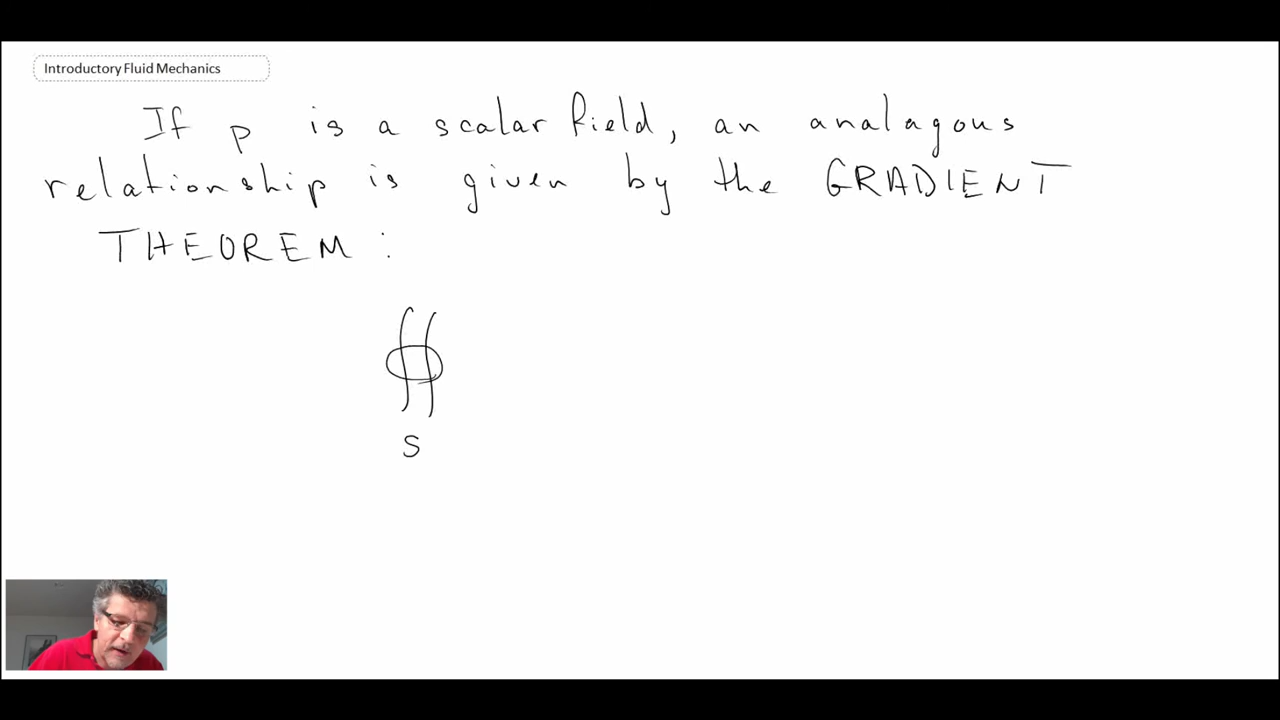 Introductory Fluid Mechanics
If p is a scalar field, an analagous
relationship is given by the GRADIENT
THEOREM :
∯
S